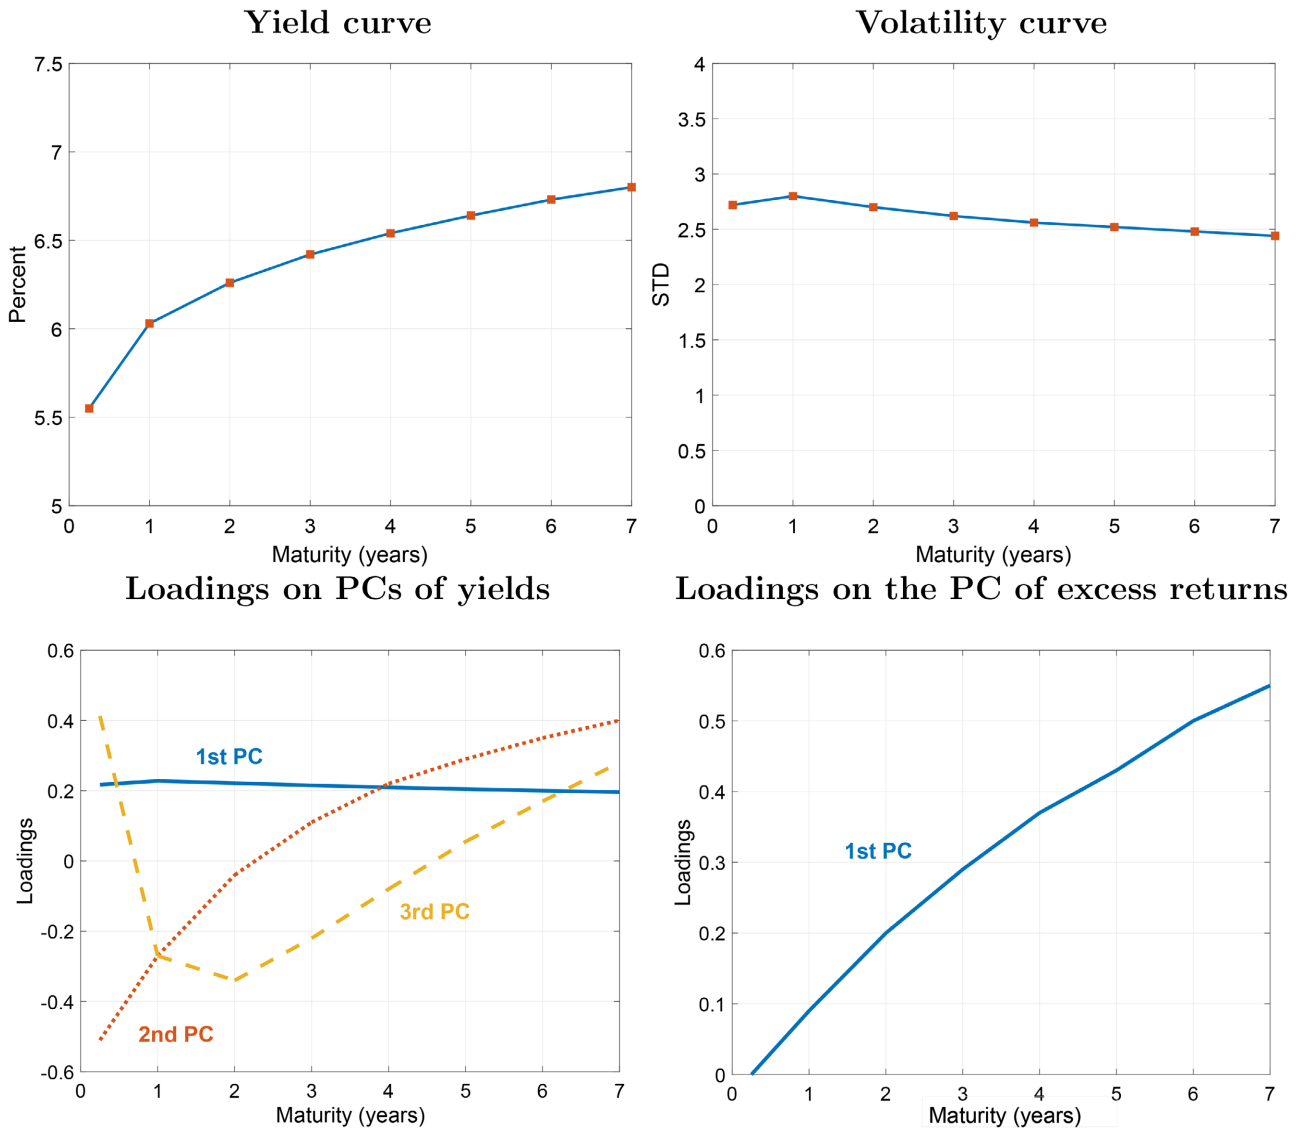 Yield curve
7.5
7
6.5
6
5.5
5
Percent
0 1 2 3 4 5 6 7
Maturity (years)
Volatility curve
4
3.5
3
2.5
2
1.5
1
0.5
0
STD
0 1 2 3 4 5 6 7
Maturity (years)
Loadings on PCs of yields
0.6
0.4
0.2
0
-0.2
-0.4
-0.6
Loadings
1st PC
3rd PC
2nd PC
0 1 2 3 4 5 6 7
Maturity (years)
Loadings on the PC of excess returns
0.6
0.5
0.4
0.3
0.2
0.1
0
Loadings
1st PC
0 1 2 3 4 5 6 7
Maturity (years)